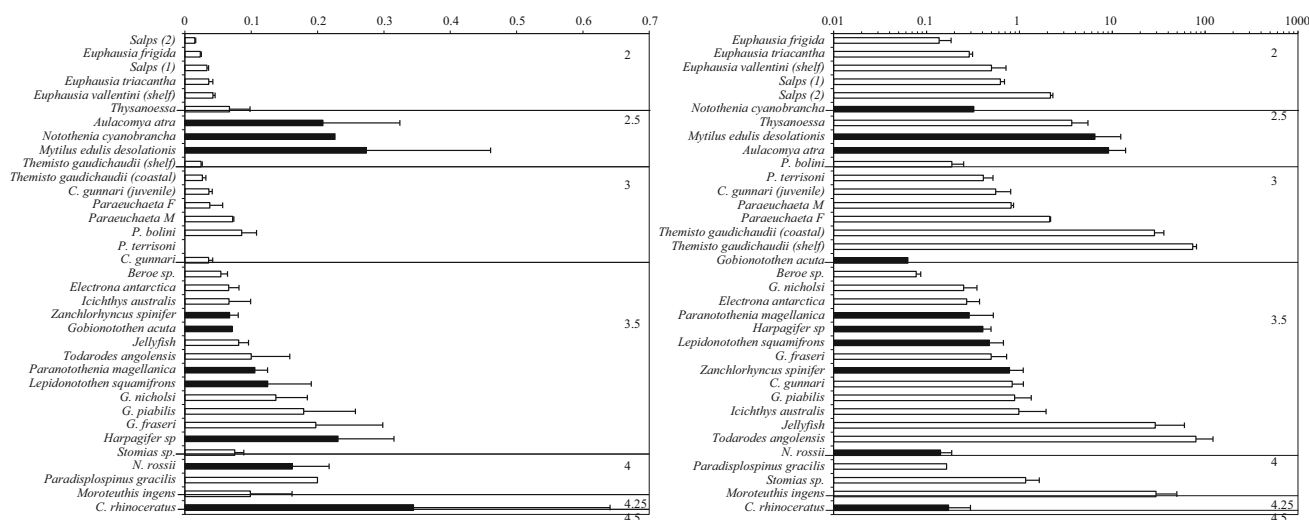 0 0.1 0.2 0.3 0.4 0.5 0.6 0.7
Salps (2)
Euphausia frigida
Salps (1)
Euphausia triacantha
Euphausia vallentini (shelf)
Thysanoessa
Aulacomya atra
Notothenia cyanobrancha
Mytilus edulis desolationis
Themisto gaudichaudii (shelf)
Themisto gaudichaudii (coastal)
C. gunnari (juvenile)
Paraeuchaeta F
Paraeuchaeta M
P. bolini
P. terrisoni
C. gunnari
Beroe sp.
Electrona antarctica
Icichthys australis
Zanchlorhyncus spinifer
Gobionotothen acuta
Jellyfish
Todarodes angolensis
Paranotothenia magellanica
Lepidonotothen squamifrons
G. nicholsi
G. piabilis
G. fraseri
Harpagifer sp
Stomias sp.
N. rossii
Paradisplospinus gracilis
Moroteuthis ingens
C. rhinoceratus
2
2.5
3
3.5
4
4.25
4.5
0.01 0.1 1 10 100 1000
Euphausia frigida
Euphausia triacantha
Euphausia vallentini (shelf)
Salps (1)
Salps (2)
Notothenia cyanobrancha
Thysanoessa
Mytilus edulis desolationis
Aulacomya atra
P. bolini
P. terrisoni
C. gunnari (juvenile)
Paraeuchaeta M
Paraeuchaeta F
Themisto gaudichaudii (coastal)
Themisto gaudichaudii (shelf)
Gobionotothen acuta
Beroe sp.
G. nicholsi
Electrona antarctica
Paranotothenia magellanica
Harpagifer sp
Lepidonotothen squamifrons
G. fraseri
Zanchlorhyncus spinifer
C. gunnari
G. piabilis
Icichthys australis
Jellyfish
Todarodes angolensis
N. rossii
Paradisplospinus gracilis
Stomias sp.
Moroteuthis ingens
C. rhinoceratus
2
2.5
3
3.5
4
4.25
4.5